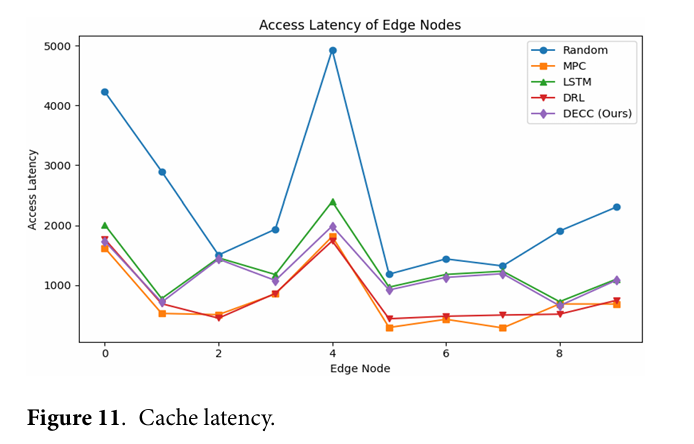 Access Latency of Edge Nodes
5000
4000
3000
2000
1000
Access Latency
Random
MPC
LSTM
DRL
DECC (Ours)
0
2
4
6
8
Edge Node
Figure 11. Cache latency.